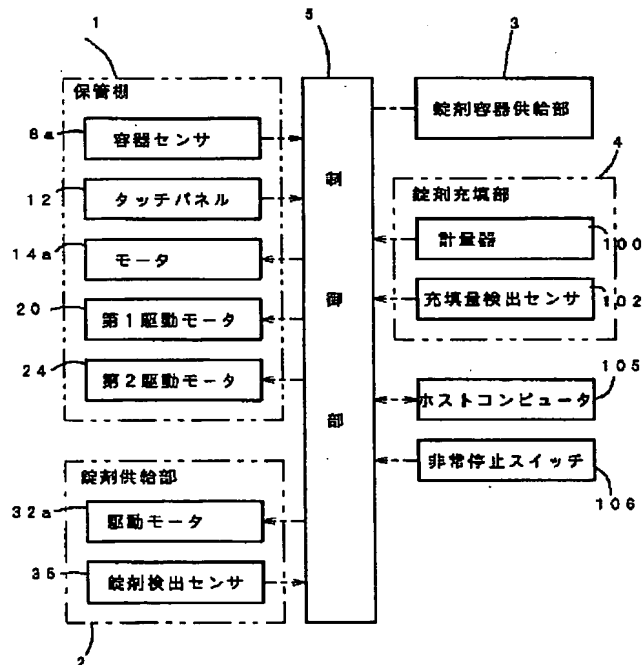 1
5
3
保管棚
8a
容器センサ
12
タッチパネル
14a
モータ
20
第1駆動モータ
24
第2駆動モータ
錠剤供給部
32a
駆動モータ
35
錠剤検出センサ
2
制
御
部
錠剤容器供給部
4
錠剤充填部
計量器
100
充填量検出センサ
102
105
ホストコンピュータ
非常停止スイッチ
106